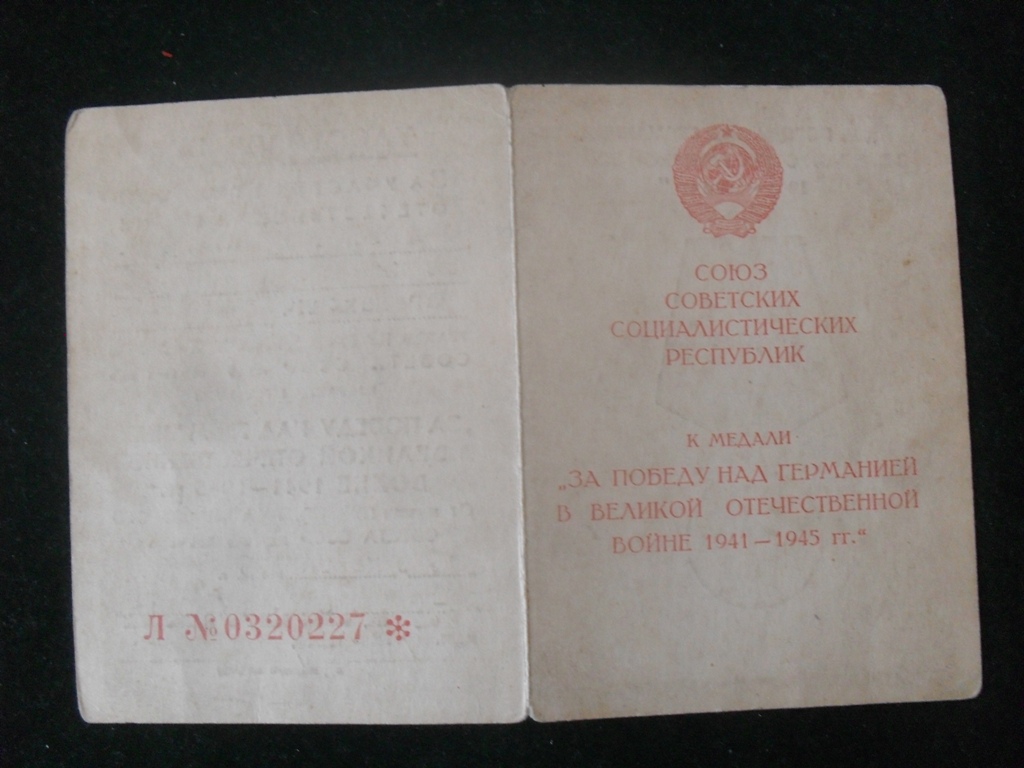 Л №0320227 *
СОЮЗ
СОВЕТСКИХ
СОЦИАЛИСТИЧЕСКИХ
РЕСПУБЛИК
К МЕДАЛИ
„ЗА ПОБЕДУ НАД ГЕРМАНИЕЙ
В ВЕЛИКОЙ ОТЕЧЕСТВЕННОЙ
ВОЙНЕ 1941—1945 гг.“